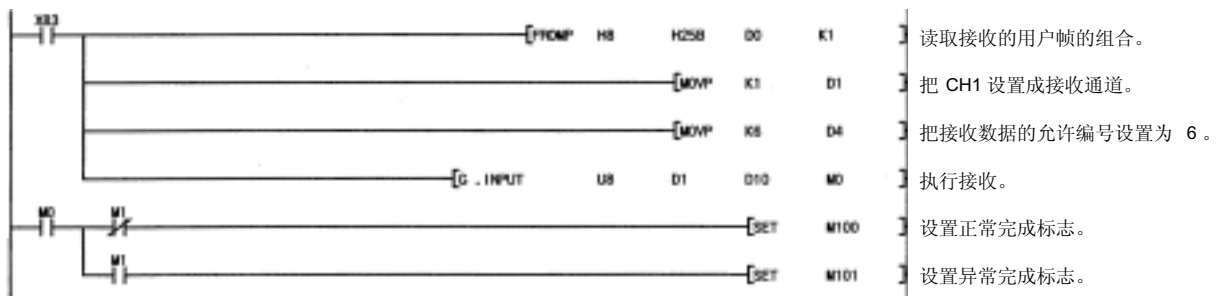 X83
[FROMP H8 H258 D0 K1 ] 读取接收的用户帧的组合。
[MOVP K1 D1 ] 把 CH1 设置成接收通道。
[MOVP K6 D4 ] 把接收数据的允许编号设置为 6 。
[G .INPUT U8 D1 D10 M0 ] 执行接收。
M0 M1 [SET M100 ] 设置正常完成标志。
M1 [SET M101 ] 设置异常完成标志。